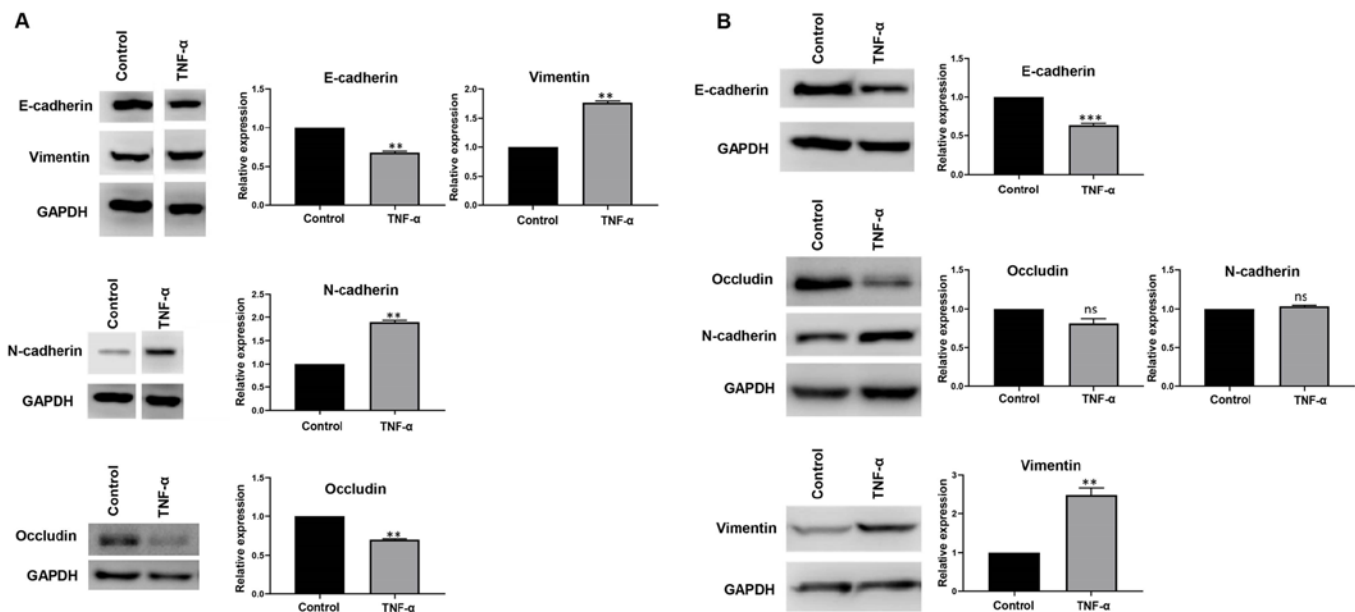 A
Control
TNF-α
E-cadherin
Vimentin
GAPDH
E-cadherin
Relative expression
1.5
1.0
0.5
0.0
**
Control
TNF-α
Vimentin
Relative expression
2.0
1.5
1.0
0.5
0.0
**
Control
TNF-α
Control
TNF-α
N-cadherin
GAPDH
N-cadherin
Relative expression
2.5
2.0
1.5
1.0
0.5
0.0
**
Control
TNF-α
Control
TNF-α
Occludin
GAPDH
Occludin
Relative expression
1.5
1.0
0.5
0.0
**
Control
TNF-α
B
Control
TNF-α
E-cadherin
GAPDH
E-cadherin
Relative expression
1.5
1.0
0.5
0.0
***
Control
TNF-α
Control
TNF-α
Occludin
N-cadherin
GAPDH
Occludin
Relative expression
1.5
1.0
0.5
0.0
ns
Control
TNF-α
N-cadherin
Relative expression
1.5
1.0
0.5
0.0
ns
Control
TNF-α
Control
TNF-α
Vimentin
GAPDH
Vimentin
Relative expression
3
2
1
0
**
Control
TNF-α